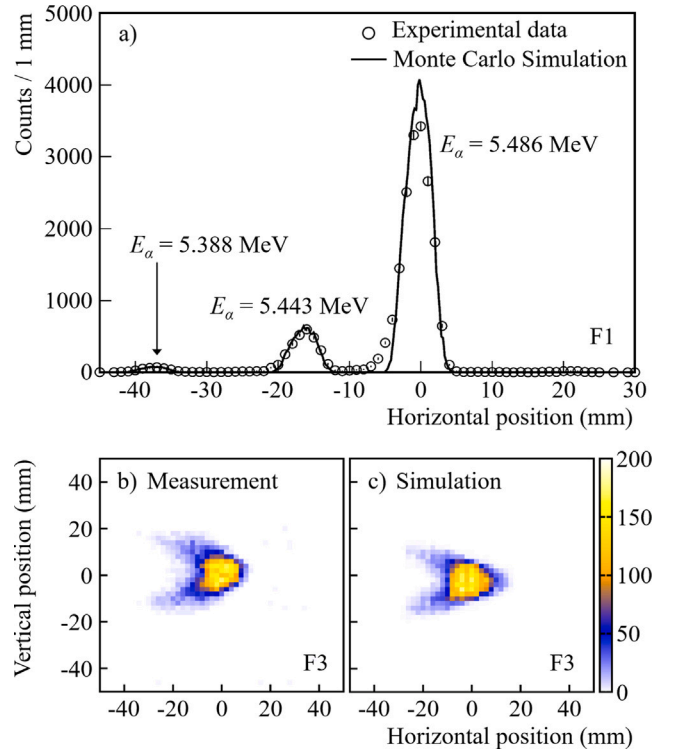 5000
a)
Experimental data
Monte Carlo Simulation
Counts / 1 mm
4000
3000
2000
1000
0
Eα = 5.486 MeV
Eα = 5.388 MeV
Eα = 5.443 MeV
F1
-40 -30 -20 -10 0 10 20 30
Horizontal position (mm)
b) Measurement
c) Simulation
Vertical position (mm)
40
20
0
-20
-40
F3
F3
200
150
100
50
0
-40 -20 0 20 40
-40 -20 0 20 40
Horizontal position (mm)